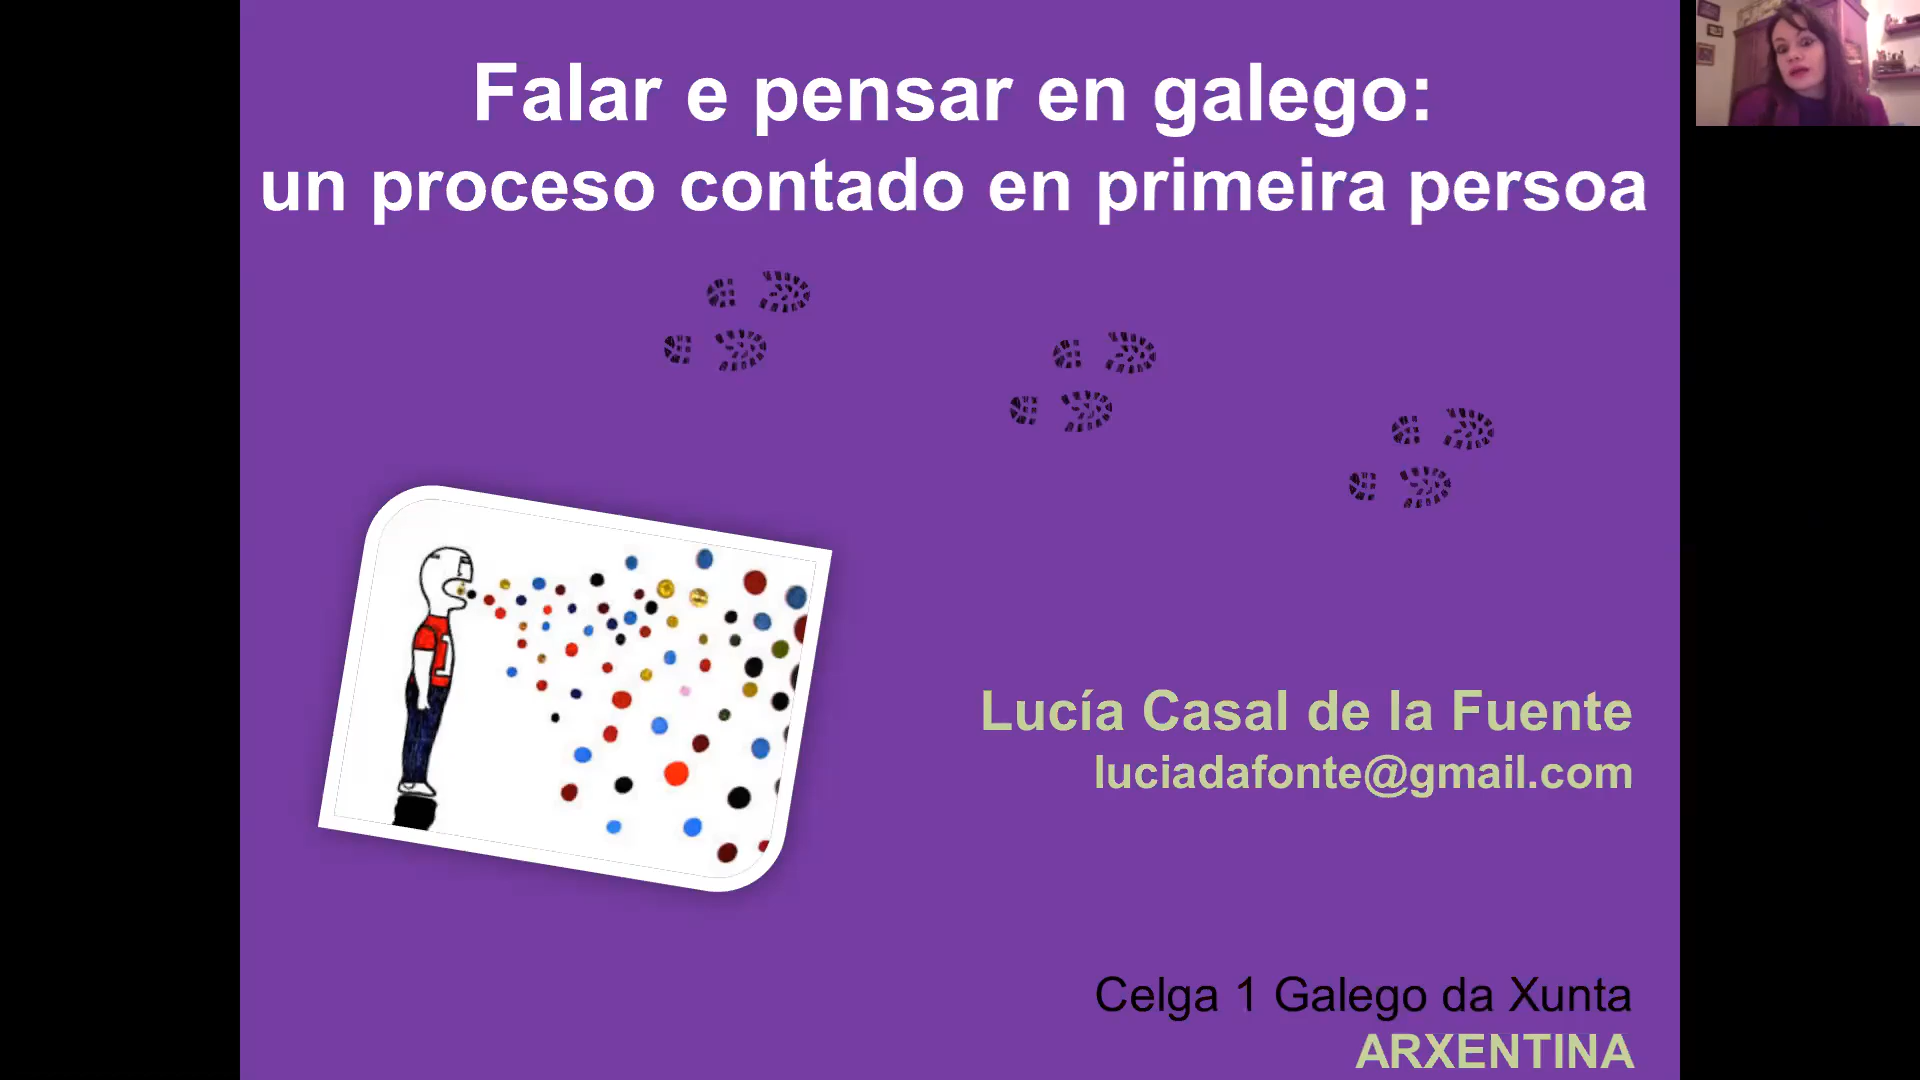 Falar e pensar en galego:
un proceso contado en primeira persoa
1
Lucía Casal de la Fuente
luciadafonte@gmail.com
Celga 1 Galego da Xunta
ARXENTINA